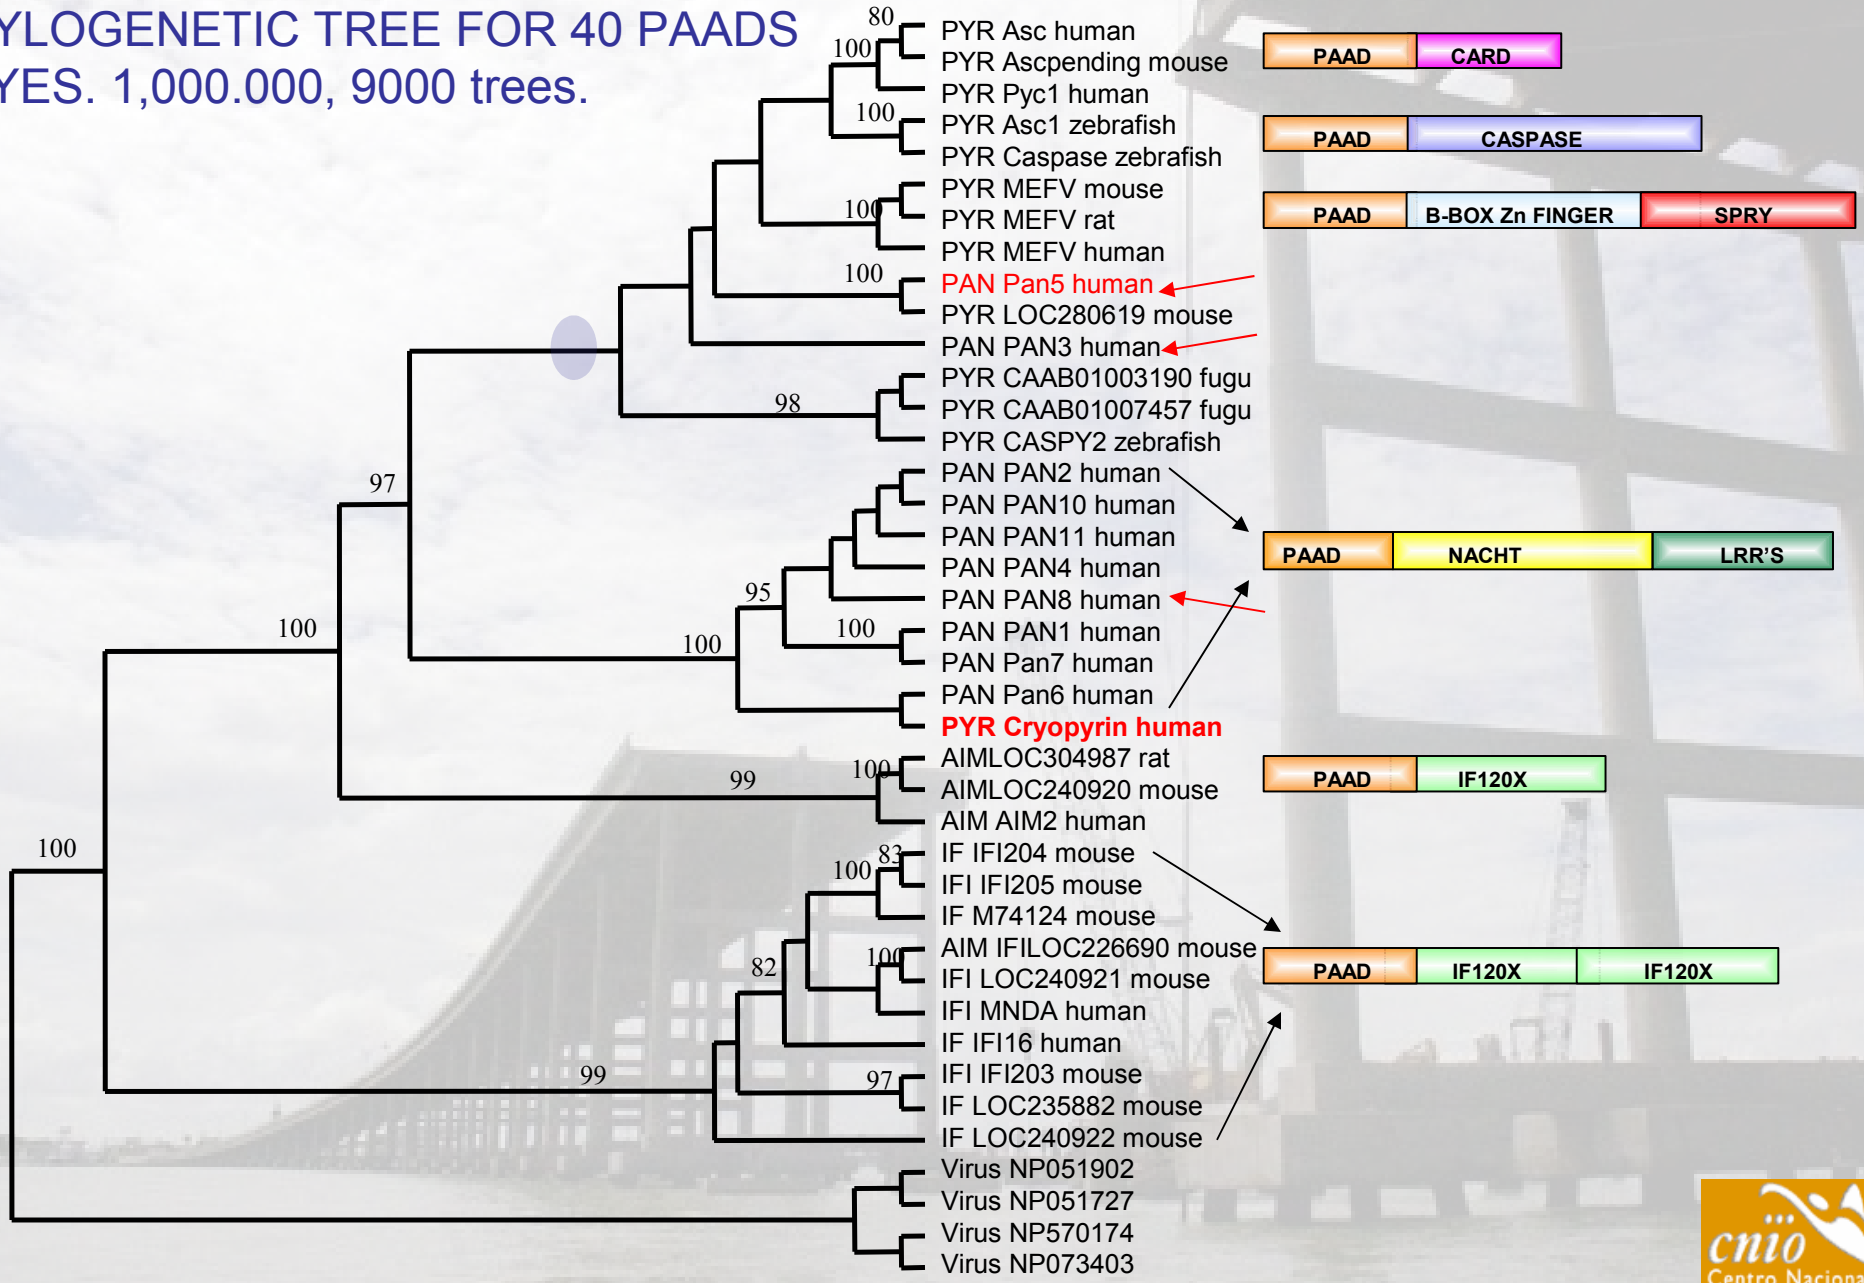 YLOGENETIC TREE FOR 40 PAADS
YES. 1,000.000, 9000 trees.
80
PYR Asc human
100
PYR Ascpending mouse
PYR Pyc1 human
100
PYR Asc1 zebrafish
PYR Caspase zebrafish
PYR MEFV mouse
100
PYR MEFV rat
PYR MEFV human
100
PAN Pan5 human
PYR LOC280619 mouse
PAN PAN3 human
PYR CAAB01003190 fugu
98
PYR CAAB01007457 fugu
PYR CASPY2 zebrafish
97
PAN PAN2 human
PAN PAN10 human
PAN PAN11 human
PAN PAN4 human
95
PAN PAN8 human
100
100
PAN PAN1 human
100
PAN Pan7 human
PAN Pan6 human
PYR Cryopyrin human
AIMLOC304987 rat
100
99
AIMLOC240920 mouse
AIM AIM2 human
100
83
IF IFI204 mouse
100
IFI IFI205 mouse
IF M74124 mouse
AIM IFILOC226690 mouse
100
82
IFI LOC240921 mouse
IFI MNDA human
IF IFI16 human
99
97
IFI IFI203 mouse
IF LOC235882 mouse
IF LOC240922 mouse
Virus NP051902
Virus NP051727
Virus NP570174
Virus NP073403
PAAD CARD
PAAD CASPASE
PAAD B-BOX Zn FINGER SPRY
PAAD NACHT LRR'S
PAAD IF120X
PAAD IF120X IF120X
cnio
Centro Naciona